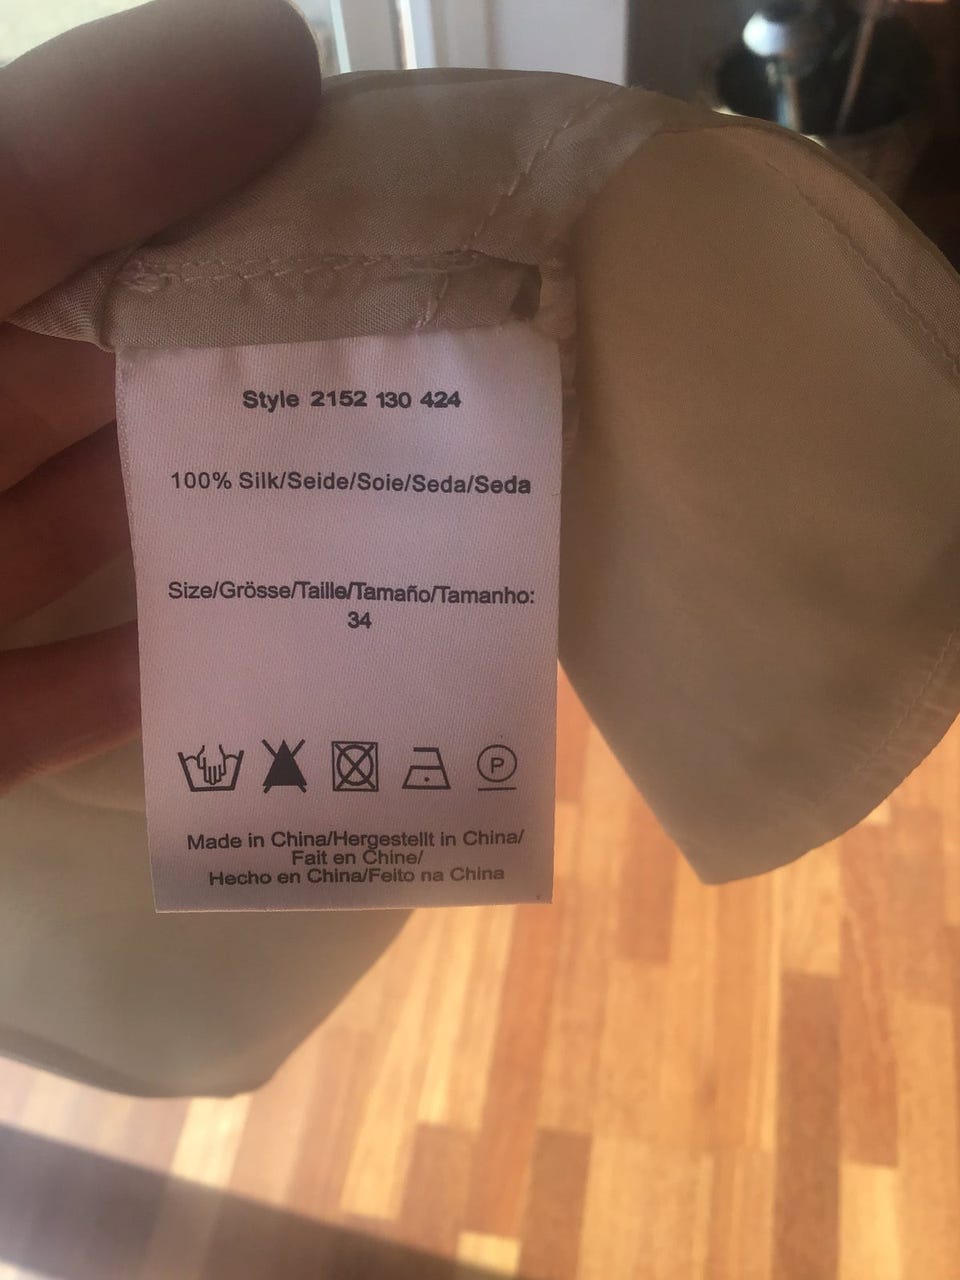 Style 2152 130 424
100% Silk/Seide/Soie/Seda/Seda
Size/Grösse/Taille/Tamaño/Tamanho:
34
P
Made in China/Hergestellt in China/
Fait en Chine/
Hecho en China/Feito na China